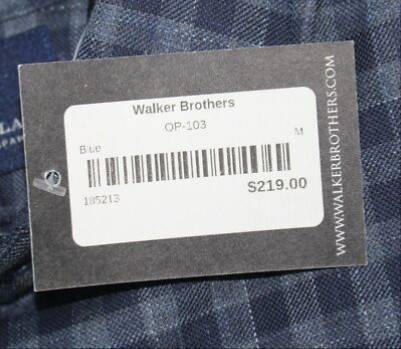 Walker Brothers
OP-103
Blue M
185213 $219.00
WWW.WALKERBROTHERS.COM